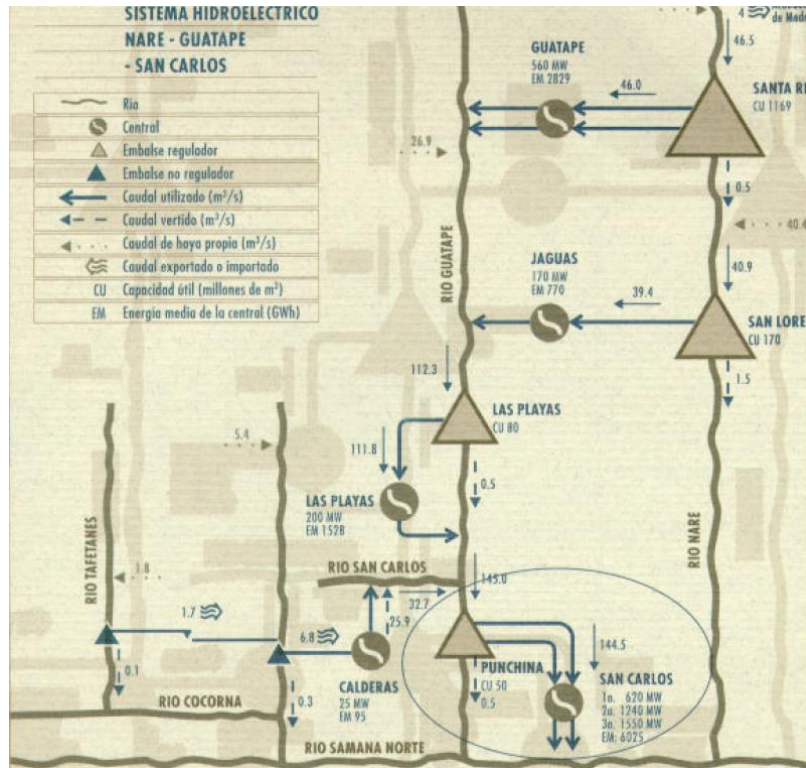 SISTEMA HIDROELECTRICO
NARE - GUATAPE
- SAN CARLOS
Rio
Central
Embalse regulador
Embalse no regulador
Caudal utilizado (m³/s)
Caudal vertido (m³/s)
Caudal de hoya propia (m³/s)
Caudal exportado o importado
CU Capacidad útil (millones de m³)
EM Energía media de la central (GWh)
4
de Mode
46.5
GUATAPE
560 MW
EM 2829
46.0
SANTA RI
CU 1169
26.9
0.5
40.4
RIO GUATAPE
JAGUAS
170 MW
EM 770
39.4
40.9
SAN LORE
CU 170
112.3
1.5
LAS PLAYAS
CU 80
5.4
111.8
0.5
LAS PLAYAS
200 MW
EM 1528
RIO TAFETANES
RIO NARE
RIO SAN CARLOS
1.8
145.0
32.7
25.9
1.7
6.8
144.5
PUNCHINA
CU 50
0.5
SAN CARLOS
1a. 620 MW
2a. 1240 MW
3a. 1550 MW
EM: 6025
0.1
CALDERAS
25 MW
EM 95
0.3
RIO COCORNA
RIO SAMANA NORTE